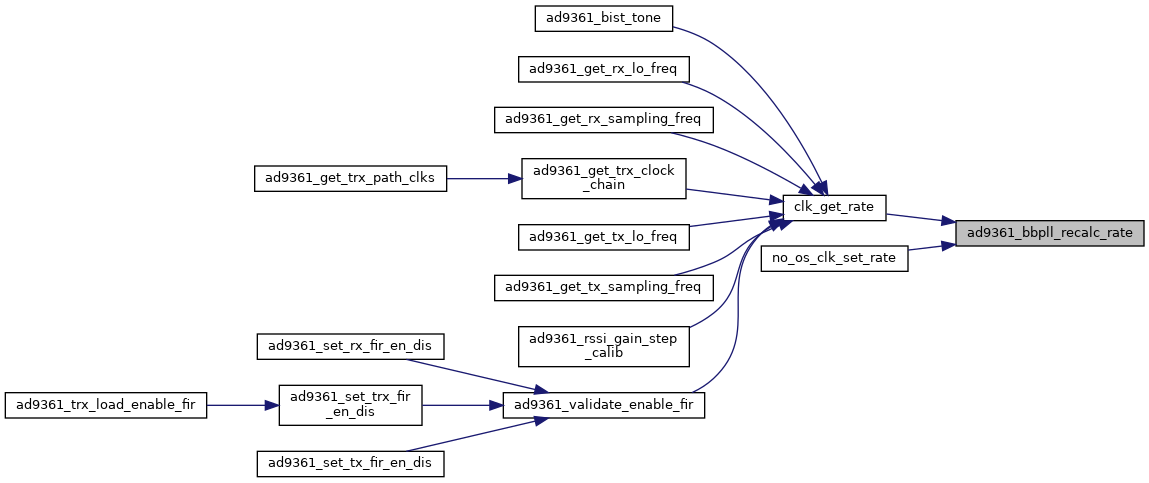 ad9361_bist_tone
ad9361_get_rx_lo_freq
ad9361_get_rx_sampling_freq
ad9361_get_trx_clock
_chain
ad9361_get_trx_path_clks
clk_get_rate
ad9361_bbpll_recalc_rate
ad9361_get_tx_lo_freq
no_os_clk_set_rate
ad9361_get_tx_sampling_freq
ad9361_rssi_gain_step
_calib
ad9361_set_rx_fir_en_dis
ad9361_trx_load_enable_fir
ad9361_set_trx_fir
_en_dis
ad9361_validate_enable_fir
ad9361_set_tx_fir_en_dis